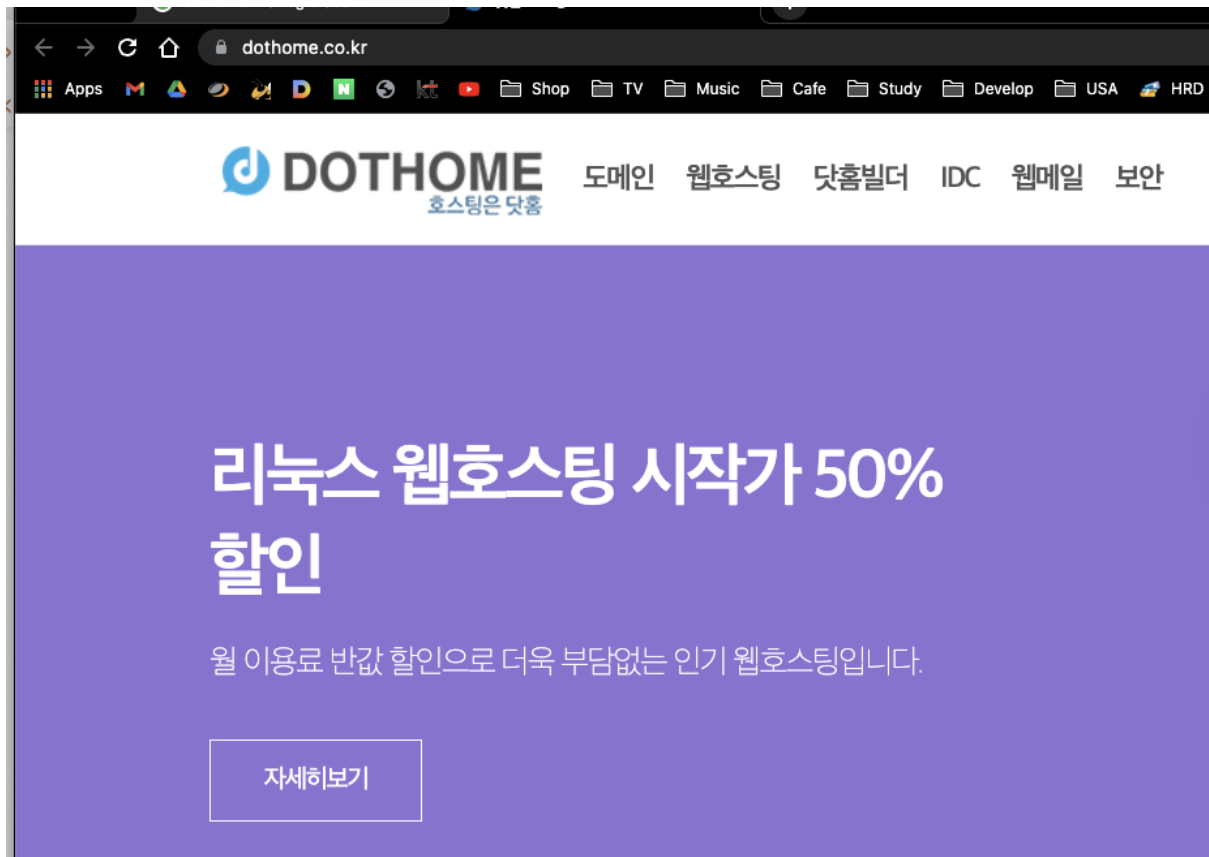 dothome.co.kr
Apps Shop TV Music Cafe Study Develop USA HRD
DOTHOME 도메인 웹호스팅 닷홈빌더 IDC 웹메일 보안
호스팅은 닷홈
리눅스 웹호스팅 시작가 50%
할인
월 이용료 반값 할인으로 더욱 부담없는 인기 웹호스팅입니다.
자세히보기